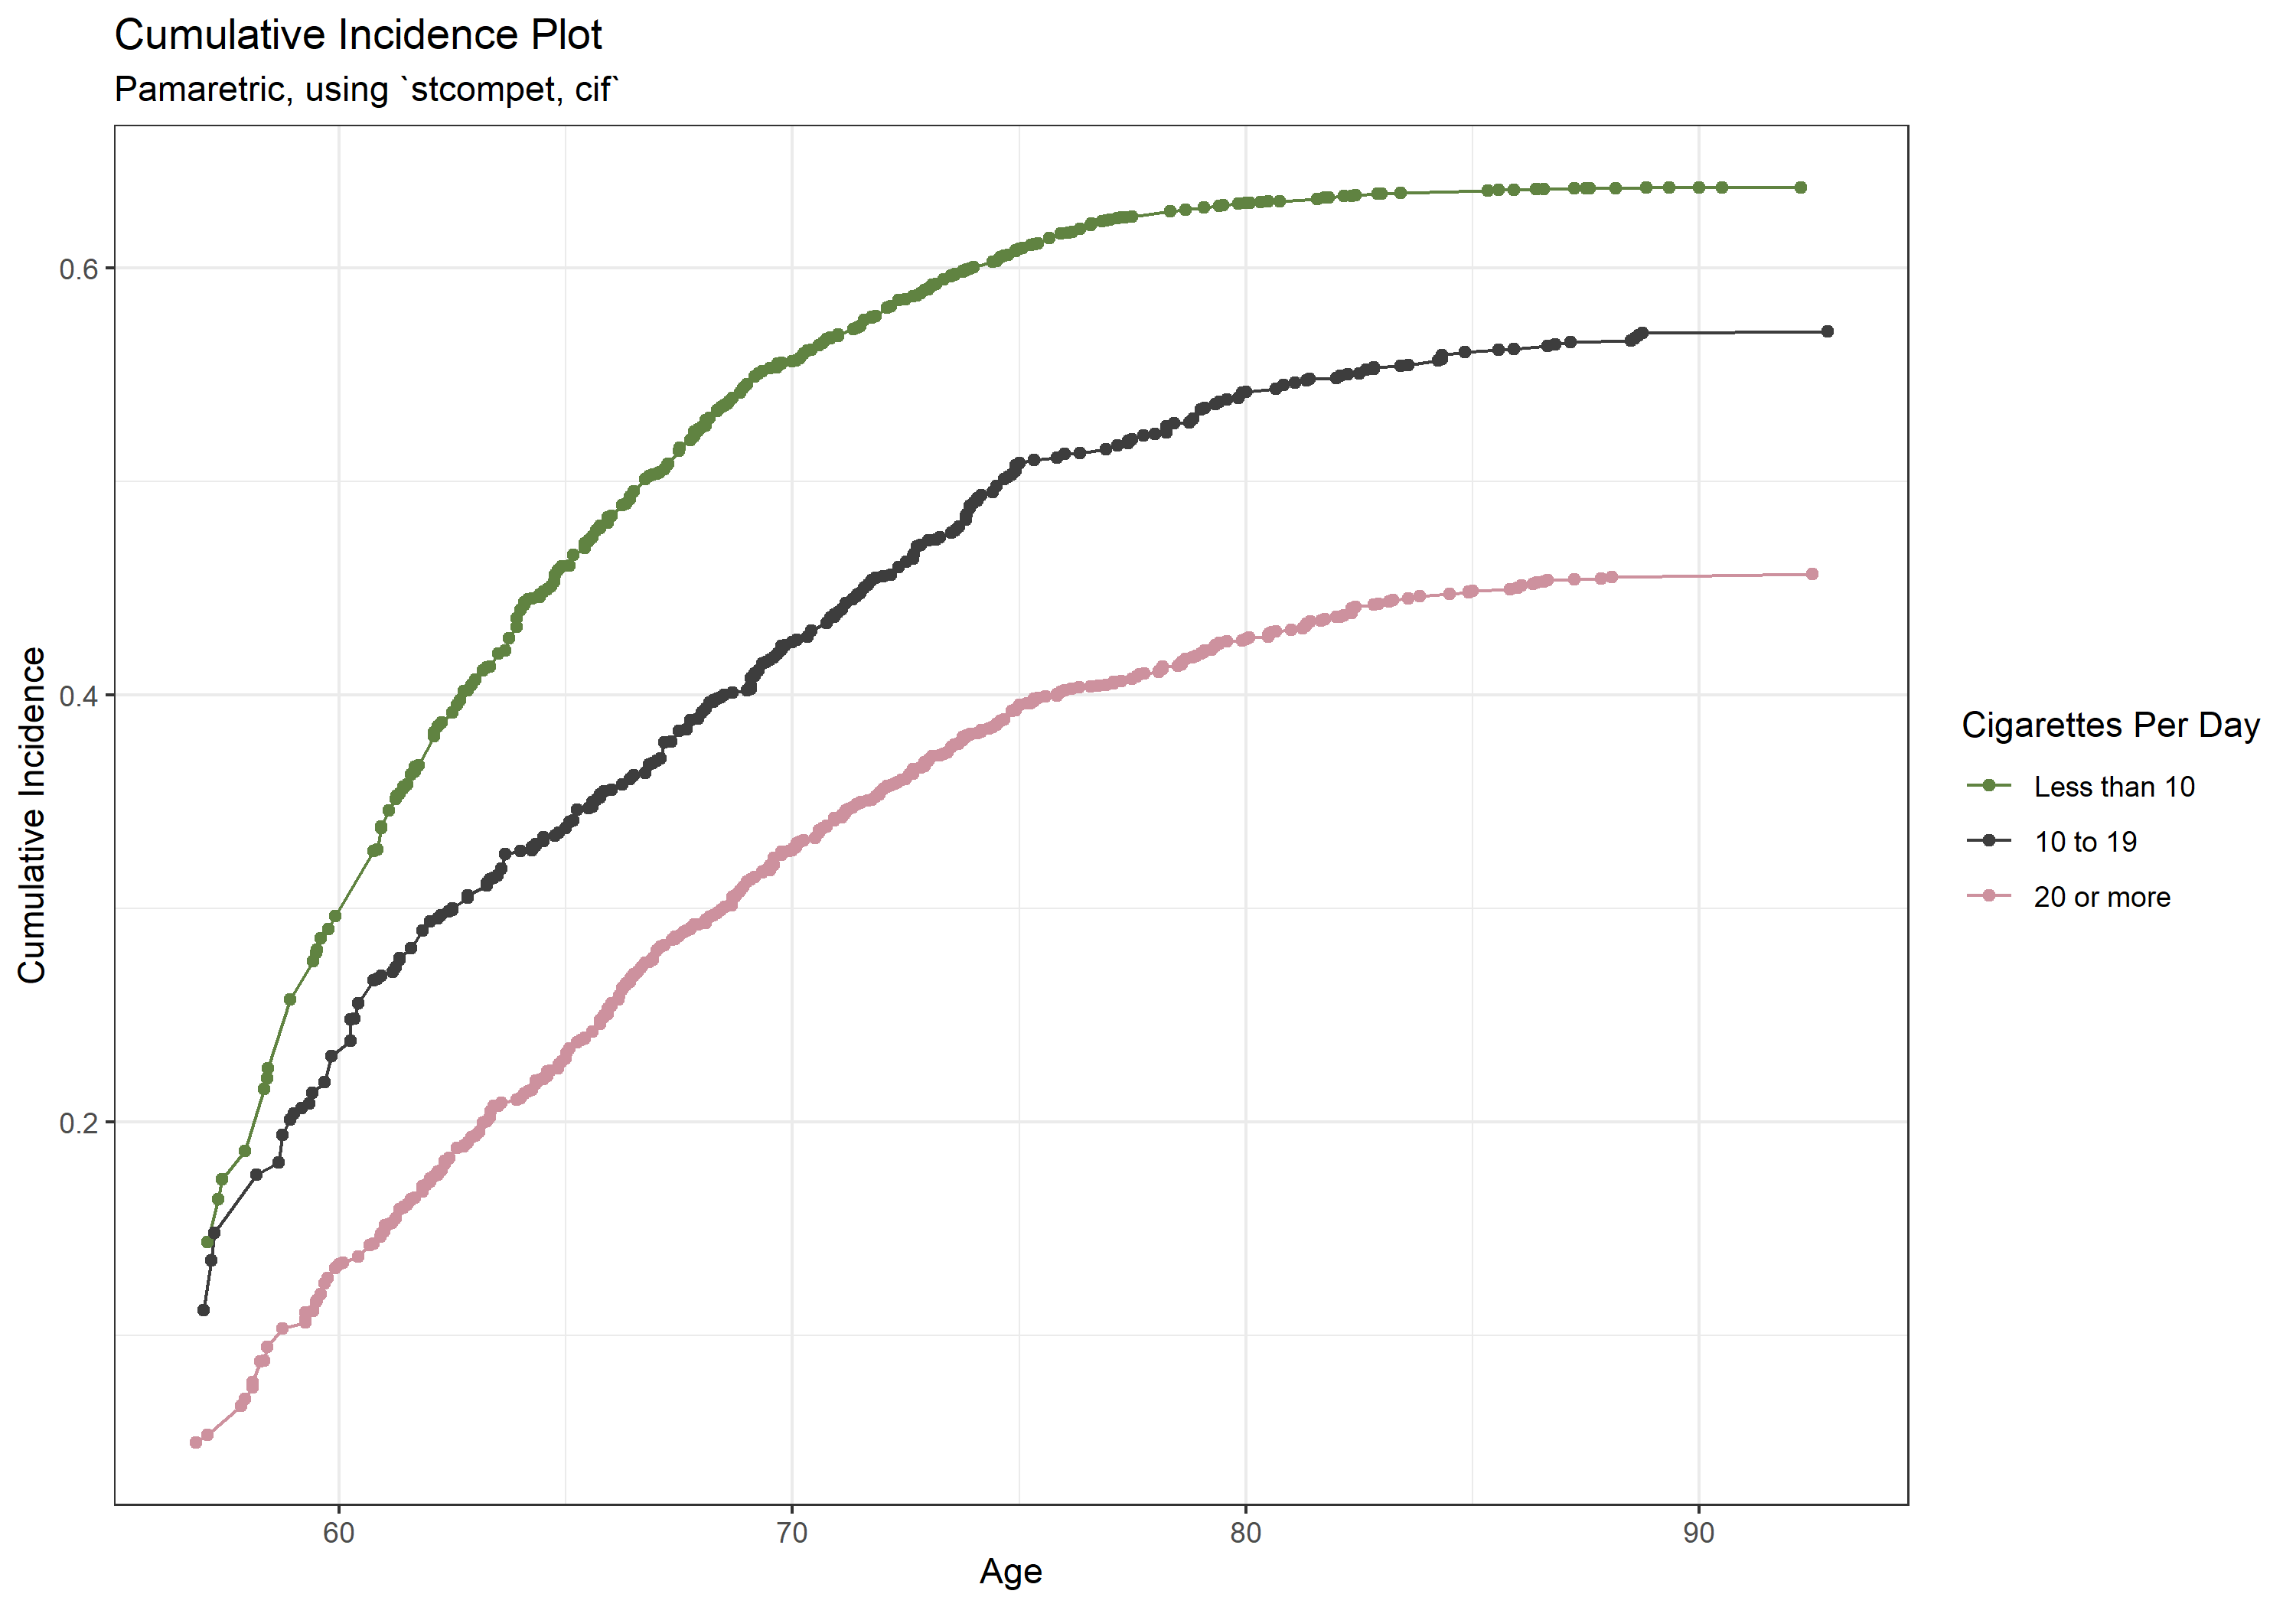 Cumulative Incidence Plot
Pamaretric, using `stcompet, cif`
Cumulative Incidence
0.6
0.4
0.2
60
70
80
90
Age
Cigarettes Per Day
Less than 10
10 to 19
20 or more